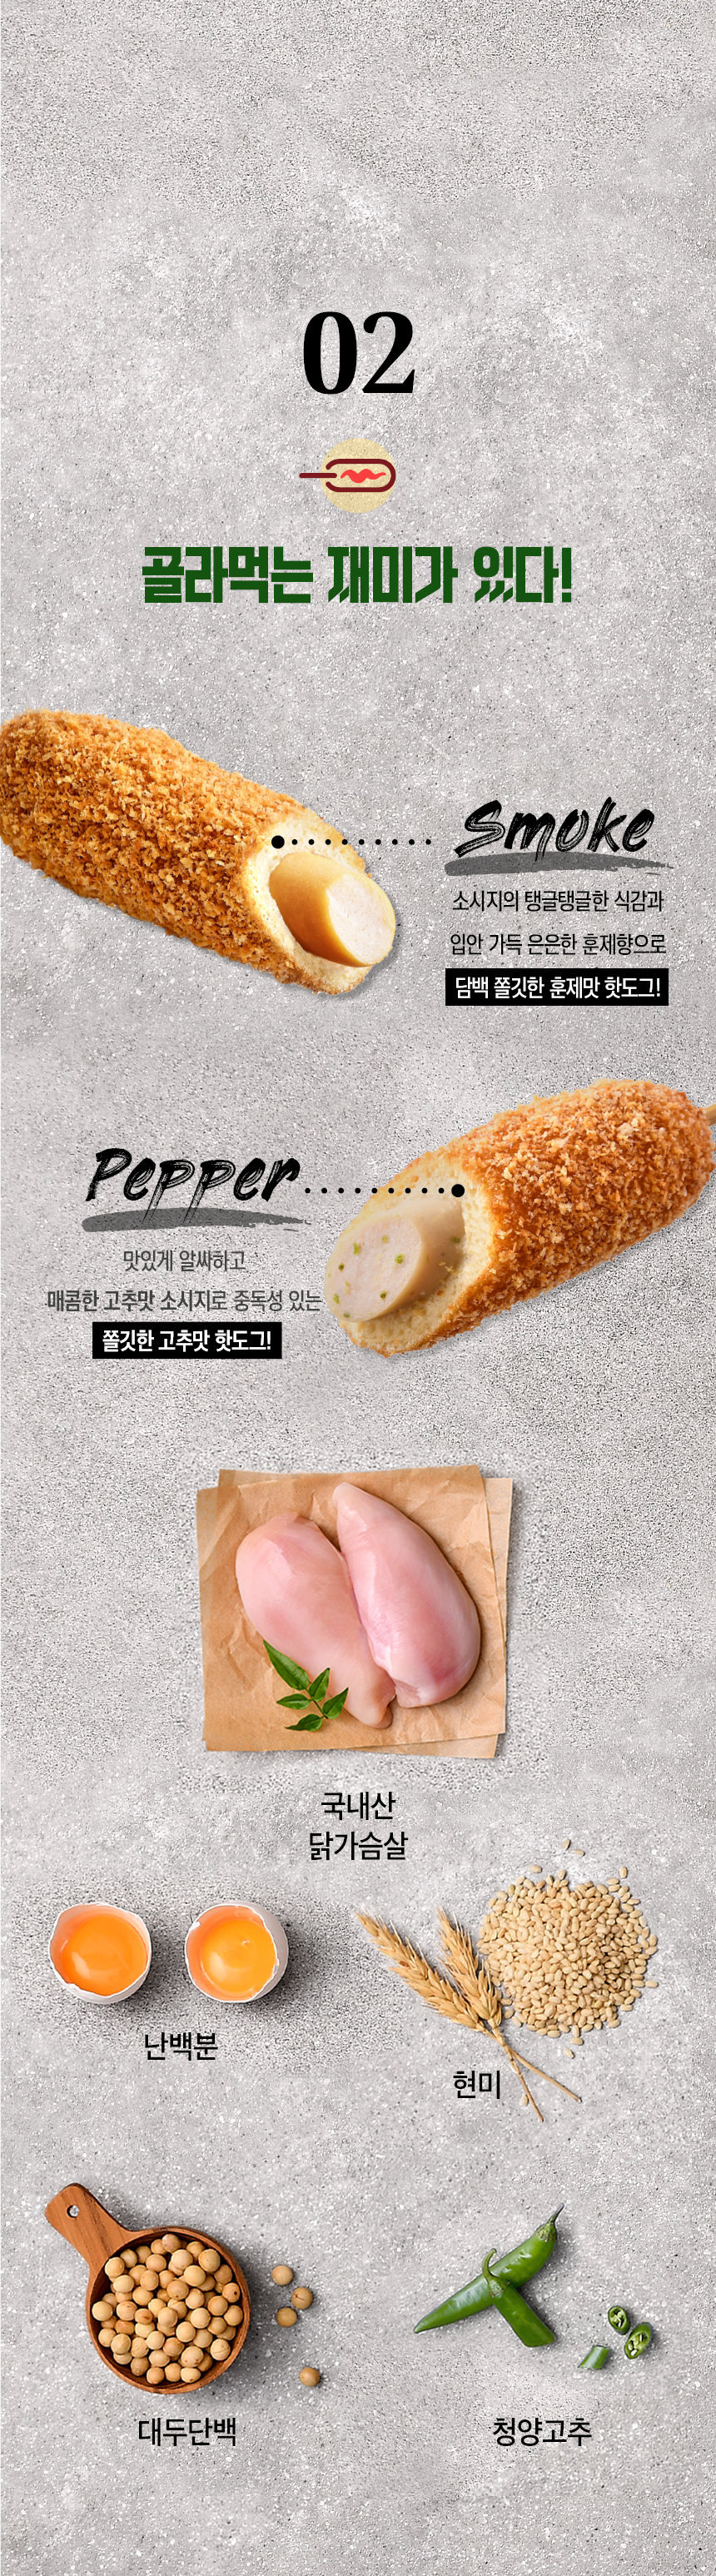 02
골라먹는 재미가 있다!
Smoke
소시지의 탱글탱글한 식감과
입안 가득 은은한 훈제향으로
담백 쫄깃한 훈제맛 핫도그!
Pepper
맛있게 알싸하고
매콤한 고추맛 소시지로 중독성 있는
쫄깃한 고추맛 핫도그!
국내산
닭가슴살
난백분
현미
대두단백
청양고추